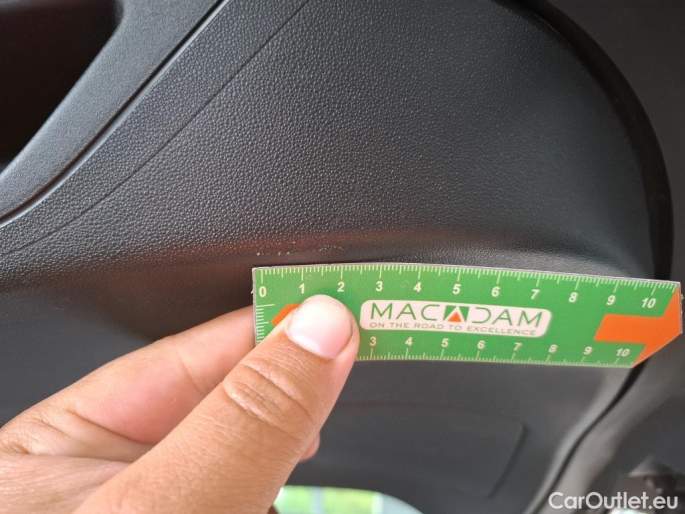 0 1 2 3 4 5 6 7 8 9 10
MACADAM
ON THE ROAD TO EXCELLENCE
3 4 5 6 7 8 9 10
CarOutlet.eu